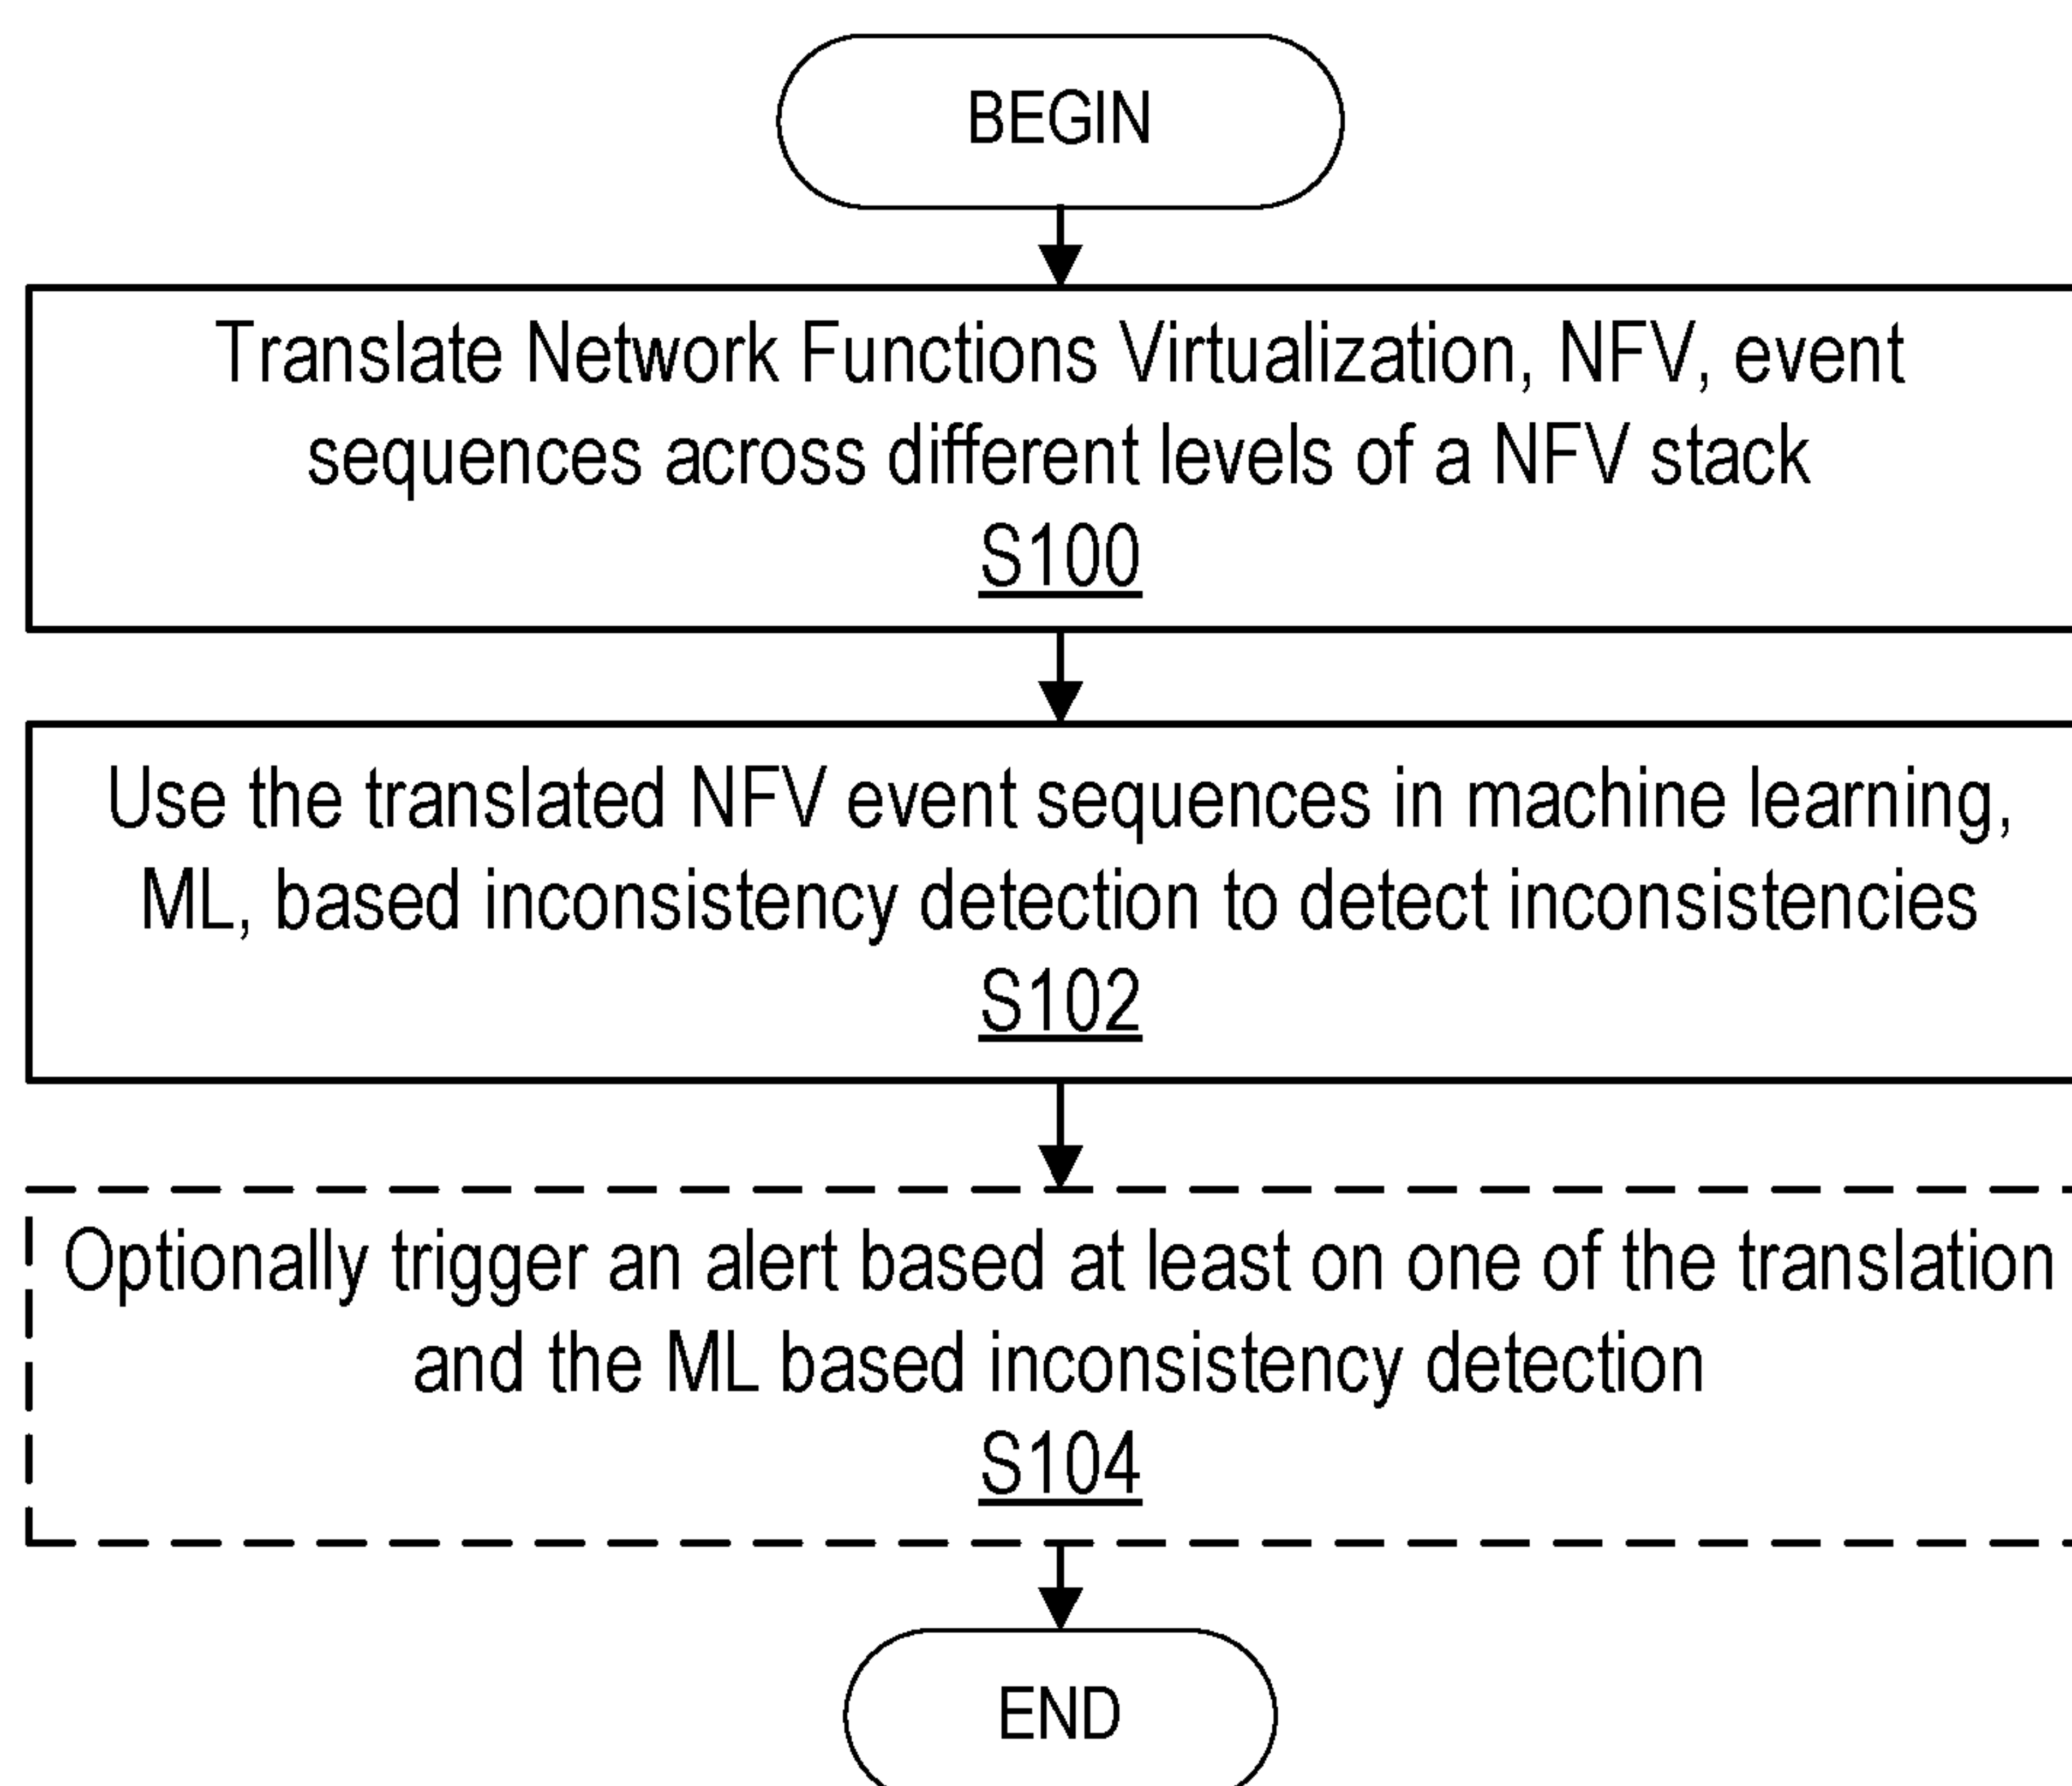 BEGIN
Translate Network Functions Virtualization, NFV, event
sequences across different levels of a NFV stack
S100
Use the translated NFV event sequences in machine learning,
ML, based inconsistency detection to detect inconsistencies
S102
Optionally trigger an alert based at least on one of the translation
and the ML based inconsistency detection
S104
END